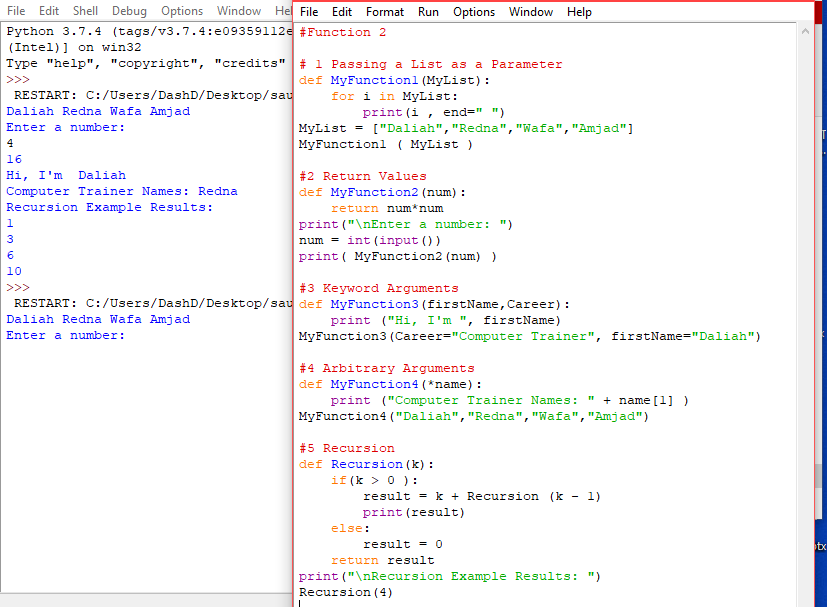 File Edit Shell Debug Options Window Hel
Python 3.7.4 (tags/v3.7.4:e09359112e
(Intel)] on win32
Type "help", "copyright", "credits"
>>>
RESTART: C:/Users/DashD/Desktop/sau
Daliah Redna Wafa Amjad
Enter a number:
4
16
Hi, I'm  Daliah
Computer Trainer Names: Redna
Recursion Example Results:
1
3
6
10
>>>
RESTART: C:/Users/DashD/Desktop/sau
Daliah Redna Wafa Amjad
Enter a number:
File Edit Format Run Options Window Help
#Function 2
# 1 Passing a List as a Parameter
def MyFunction1(MyList):
    for i in MyList:
        print(i , end=" ")
MyList = ["Daliah","Redna","Wafa","Amjad"]
MyFunction1 ( MyList )
#2 Return Values
def MyFunction2(num):
    return num*num
print("\nEnter a number: ")
num = int(input())
print( MyFunction2(num) )
#3 Keyword Arguments
def MyFunction3(firstName,Career):
    print ("Hi, I'm ", firstName)
MyFunction3(Career="Computer Trainer", firstName="Daliah")
#4 Arbitrary Arguments
def MyFunction4(*name):
    print ("Computer Trainer Names: " + name[1] )
MyFunction4("Daliah","Redna","Wafa","Amjad")
#5 Recursion
def Recursion(k):
    if(k > 0 ):
        result = k + Recursion (k - 1)
        print(result)
    else:
        result = 0
    return result
print("\nRecursion Example Results: ")
Recursion(4)